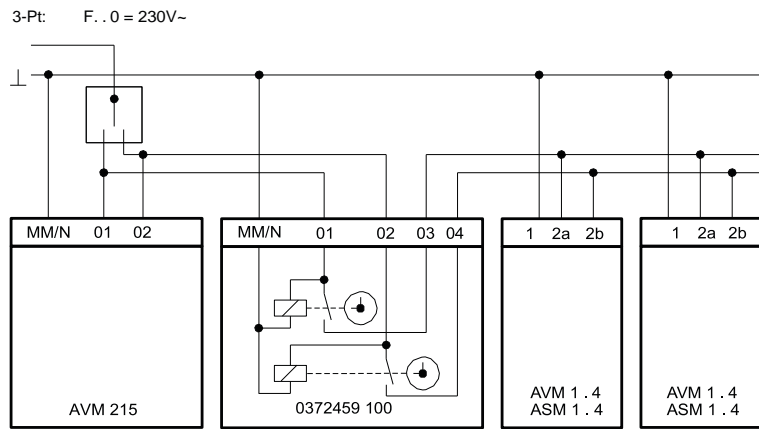 3-Pt: F. . 0 = 230V~
⊥
MM/N 01 02
MM/N 01 02 03 04
1 2a 2b
1 2a 2b
AVM 215
0372459 100
AVM 1 . 4
ASM 1 . 4
AVM 1 . 4
ASM 1 . 4